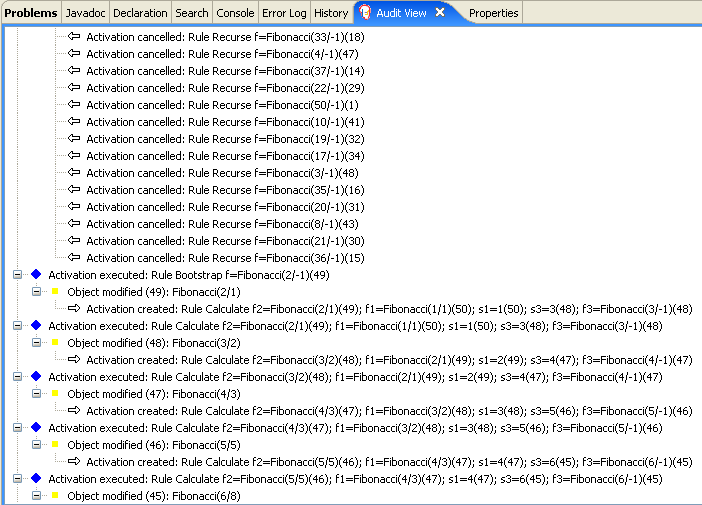 Problems Javadoc Declaration Search Console Error Log History Audit View Properties
Activation cancelled: Rule Recurse f=Fibonacci(33/-1)(18)
Activation cancelled: Rule Recurse f=Fibonacci(4/-1)(47)
Activation cancelled: Rule Recurse f=Fibonacci(37/-1)(14)
Activation cancelled: Rule Recurse f=Fibonacci(22/-1)(29)
Activation cancelled: Rule Recurse f=Fibonacci(50/-1)(1)
Activation cancelled: Rule Recurse f=Fibonacci(10/-1)(41)
Activation cancelled: Rule Recurse f=Fibonacci(19/-1)(32)
Activation cancelled: Rule Recurse f=Fibonacci(17/-1)(34)
Activation cancelled: Rule Recurse f=Fibonacci(3/-1)(48)
Activation cancelled: Rule Recurse f=Fibonacci(35/-1)(16)
Activation cancelled: Rule Recurse f=Fibonacci(20/-1)(31)
Activation cancelled: Rule Recurse f=Fibonacci(8/-1)(43)
Activation cancelled: Rule Recurse f=Fibonacci(21/-1)(30)
Activation cancelled: Rule Recurse f=Fibonacci(36/-1)(15)
Activation executed: Rule Bootstrap f=Fibonacci(2/-1)(49)
Object modified (49): Fibonacci(2/1)
Activation created: Rule Calculate f2=Fibonacci(2/1)(49); f1=Fibonacci(1/1)(50); s1=1(50); s3=3(48); f3=Fibonacci(3/-1)(48)
Activation executed: Rule Calculate f2=Fibonacci(2/1)(49); f1=Fibonacci(1/1)(50); s1=1(50); s3=3(48); f3=Fibonacci(3/-1)(48)
Object modified (48): Fibonacci(3/2)
Activation created: Rule Calculate f2=Fibonacci(3/2)(48); f1=Fibonacci(2/1)(49); s1=2(49); s3=4(47); f3=Fibonacci(4/-1)(47)
Activation executed: Rule Calculate f2=Fibonacci(3/2)(48); f1=Fibonacci(2/1)(49); s1=2(49); s3=4(47); f3=Fibonacci(4/-1)(47)
Object modified (47): Fibonacci(4/3)
Activation created: Rule Calculate f2=Fibonacci(4/3)(47); f1=Fibonacci(3/2)(48); s1=3(48); s3=5(46); f3=Fibonacci(5/-1)(46)
Activation executed: Rule Calculate f2=Fibonacci(4/3)(47); f1=Fibonacci(3/2)(48); s1=3(48); s3=5(46); f3=Fibonacci(5/-1)(46)
Object modified (46): Fibonacci(5/5)
Activation created: Rule Calculate f2=Fibonacci(5/5)(46); f1=Fibonacci(4/3)(47); s1=4(47); s3=6(45); f3=Fibonacci(6/-1)(45)
Activation executed: Rule Calculate f2=Fibonacci(5/5)(46); f1=Fibonacci(4/3)(47); s1=4(47); s3=6(45); f3=Fibonacci(6/-1)(45)
Object modified (45): Fibonacci(6/8)